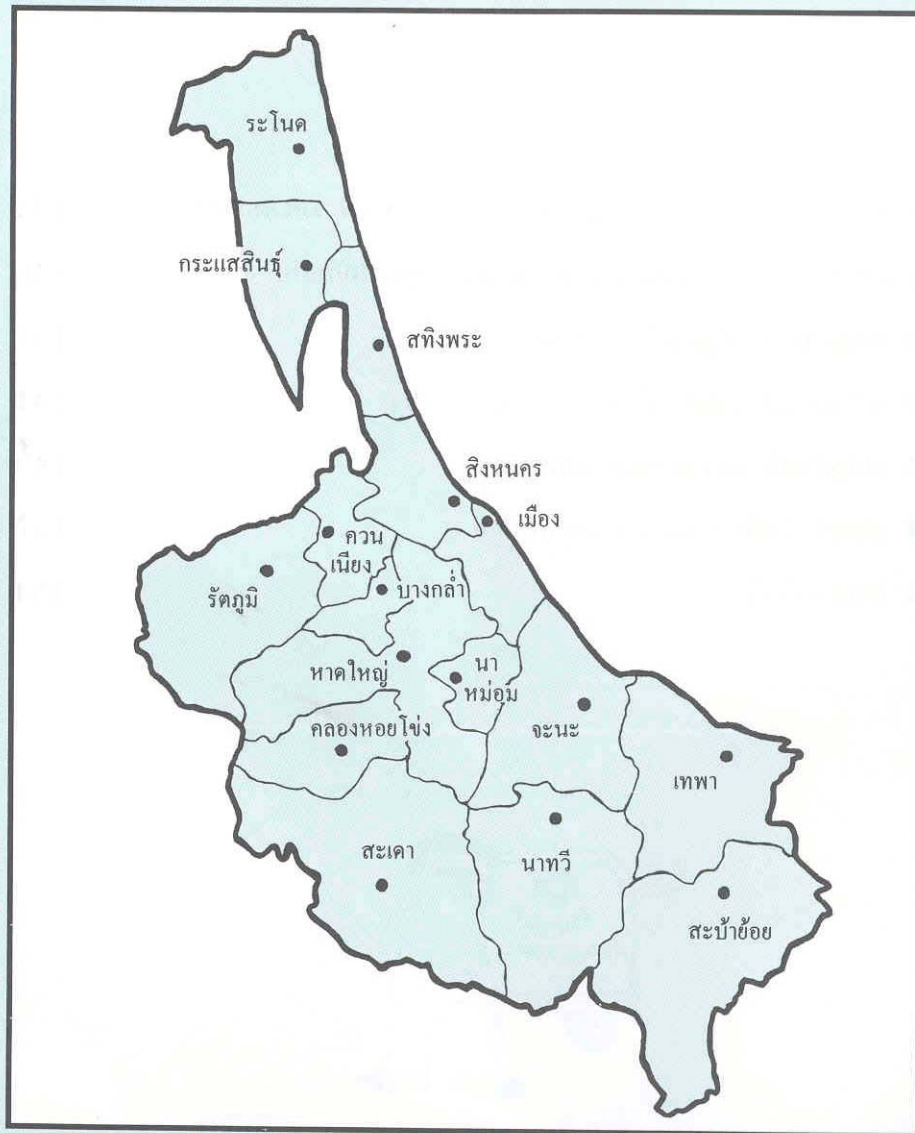 ระโนด
กระแสสินธุ์
สทิงพระ
สิงหนคร
เมือง
ควน
เนียง
บางกล่ำ
รัตภูมิ
นา
หม่อม
หาดใหญ่
คลองหอยโข่ง
จะนะ
เทพา
สะเดา
นาทวี
สะบ้าย้อย